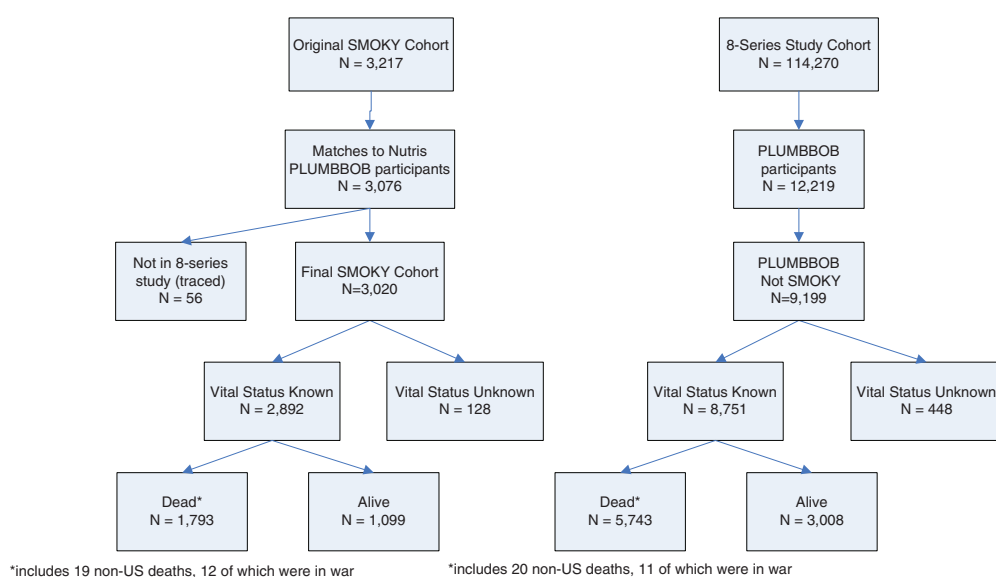 Original SMOKY Cohort
N = 3,217
Matches to Nutris
PLUMBBOB participants
N = 3,076
Not in 8-series
study (traced)
N = 56
Final SMOKY Cohort
N=3,020
Vital Status Known
N = 2,892
Vital Status Unknown
N = 128
Dead*
N = 1,793
Alive
N = 1,099
*includes 19 non-US deaths, 12 of which were in war
8-Series Study Cohort
N = 114,270
PLUMBBOB
participants
N = 12,219
PLUMBBOB
Not SMOKY
N=9,199
Vital Status Known
N = 8,751
Vital Status Unknown
N = 448
Dead*
N = 5,743
Alive
N = 3,008
*includes 20 non-US deaths, 11 of which were in war